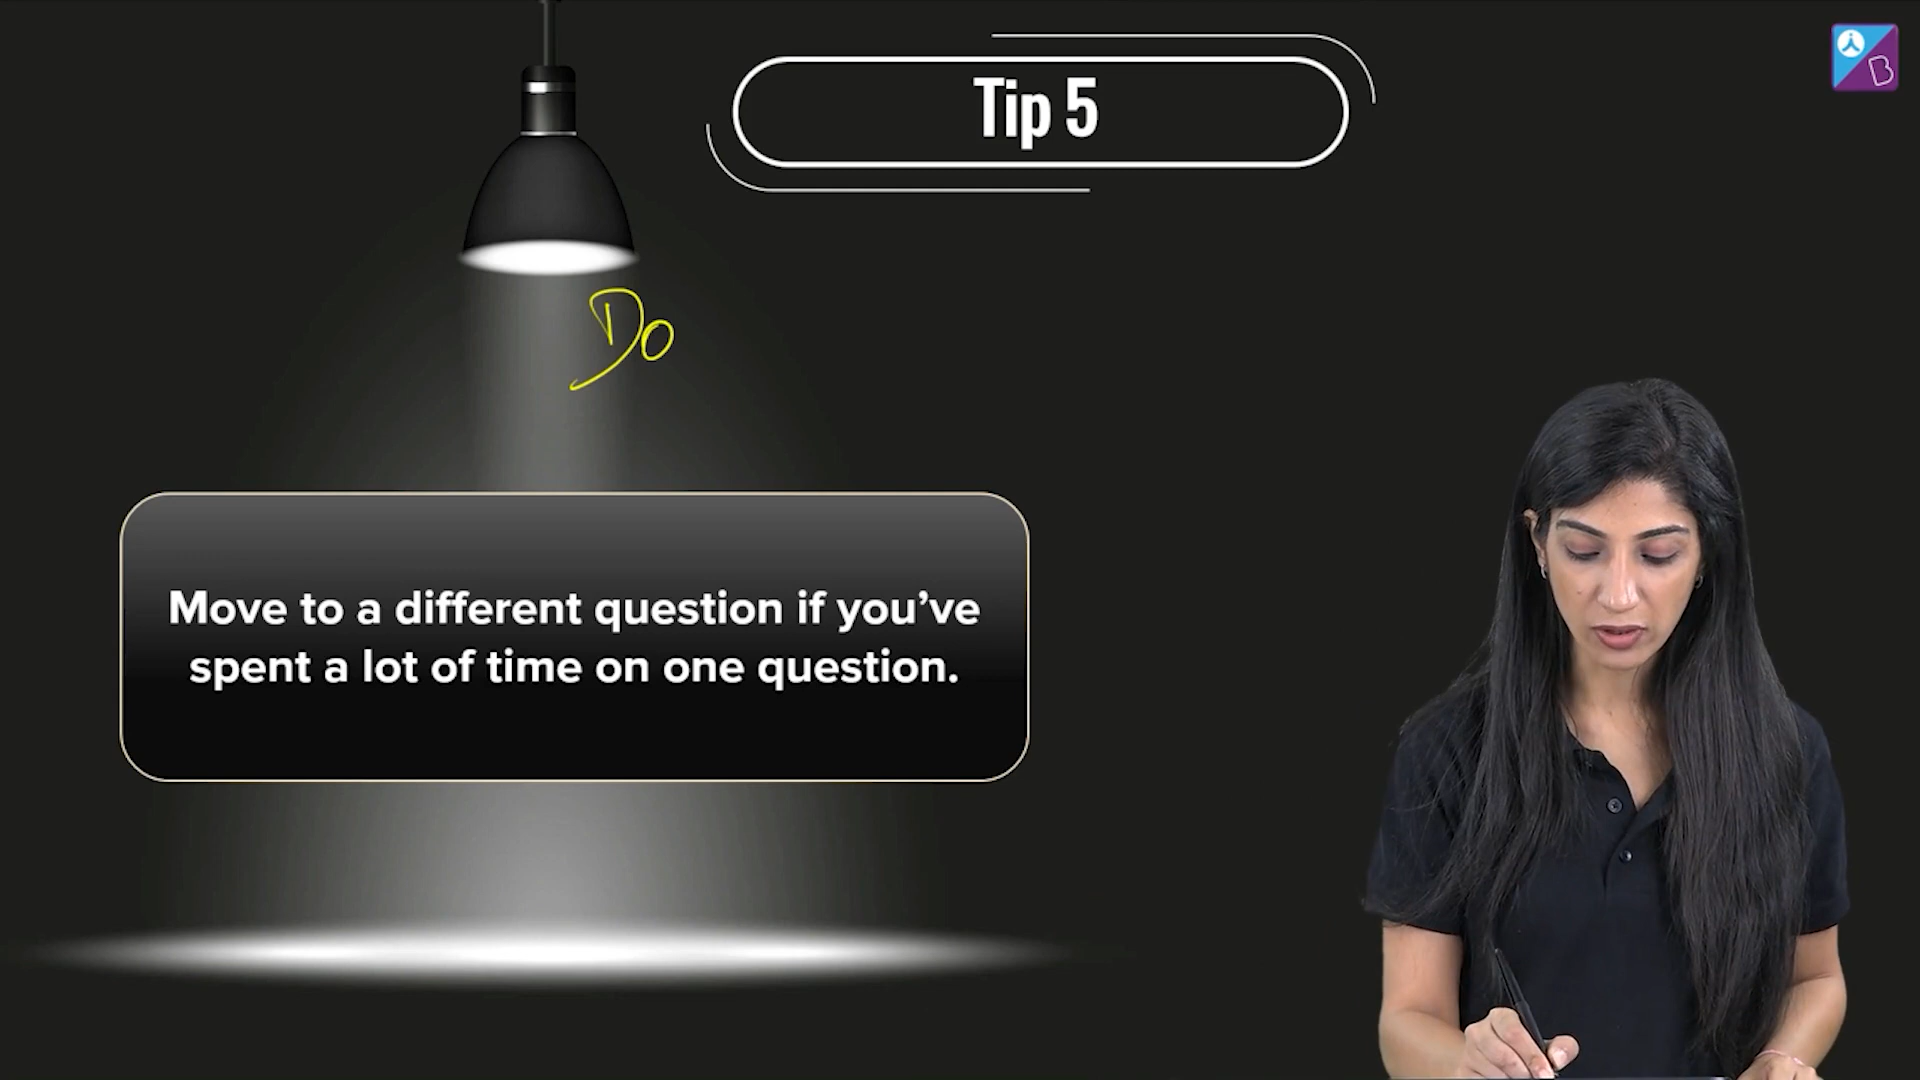 Tip 5
B
Do
Move to a different question if you’ve
spent a lot of time on one question.